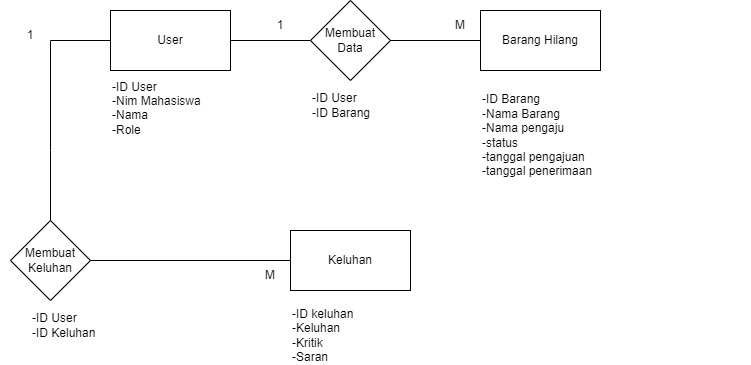 1
User
1
Membuat
Data
M
Barang Hilang
-ID User
-Nim Mahasiswa
-Nama
-Role
-ID User
-ID Barang
-ID Barang
-Nama Barang
-Nama pengaju
-status
-tanggal pengajuan
-tanggal penerimaan
Membuat
Keluhan
M
Keluhan
-ID User
-ID Keluhan
-ID keluhan
-Keluhan
-Kritik
-Saran